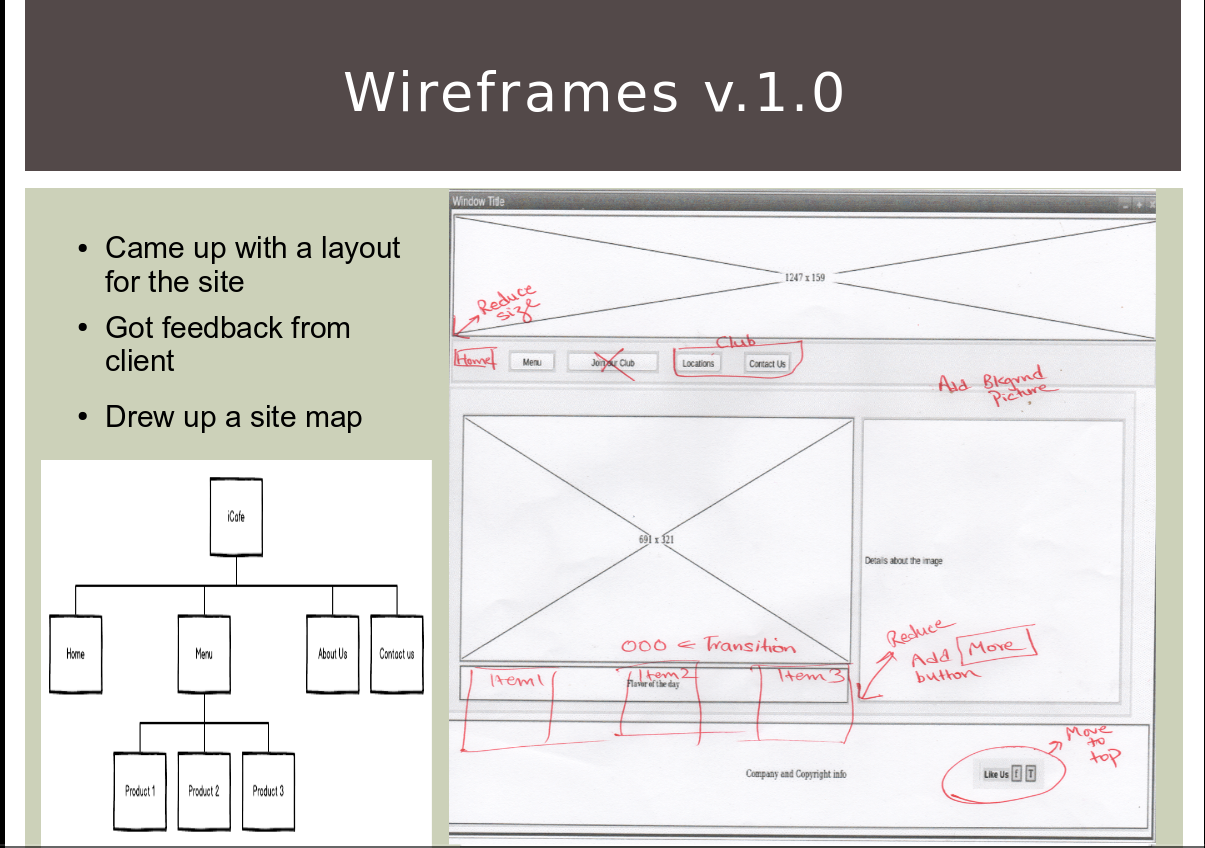 Wireframes v.1.0
• Came up with a layout
for the site
• Got feedback from
client
• Drew up a site map
iCafe
Home
Menu
About Us
Contact us
Product 1
Product 2
Product 3
Window Title
1247 x 159
Reduce
size
Club
Home
Menu
Join our Club
Locations
Contact Us
Add Bkgrnd
Picture
691 x 321
Details about the image
OOO ← Transition
Reduce
Add More
button
Item1
Item2
Item3
Flavor of the day
Move
to
top
Company and Copyright info
Like Us f T